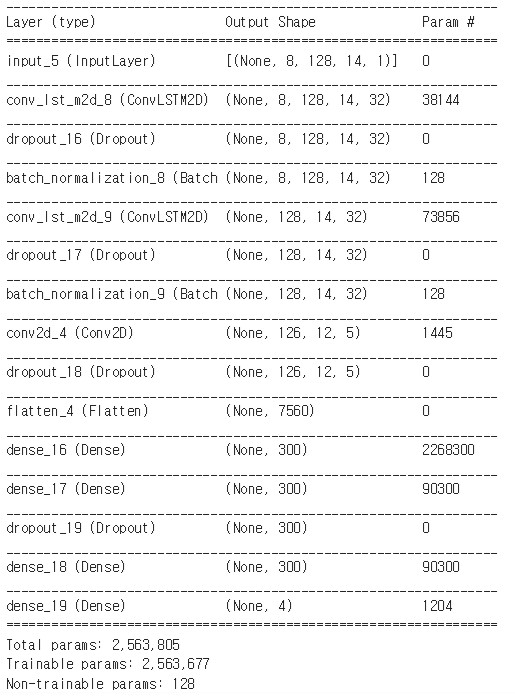 Layer (type) Output Shape Param #
input_5 (InputLayer) [(None, 8, 128, 14, 1)] 0
conv_lst_m2d_8 (ConvLSTM2D) (None, 8, 128, 14, 32) 38144
dropout_16 (Dropout) (None, 8, 128, 14, 32) 0
batch_normalization_8 (Batch (None, 8, 128, 14, 32) 128
conv_lst_m2d_9 (ConvLSTM2D) (None, 128, 14, 32) 73856
dropout_17 (Dropout) (None, 128, 14, 32) 0
batch_normalization_9 (Batch (None, 128, 14, 32) 128
conv2d_4 (Conv2D) (None, 126, 12, 5) 1445
dropout_18 (Dropout) (None, 126, 12, 5) 0
flatten_4 (Flatten) (None, 7560) 0
dense_16 (Dense) (None, 300) 2268300
dense_17 (Dense) (None, 300) 90300
dropout_19 (Dropout) (None, 300) 0
dense_18 (Dense) (None, 300) 90300
dense_19 (Dense) (None, 4) 1204
Total params: 2,563,805
Trainable params: 2,563,677
Non-trainable params: 128